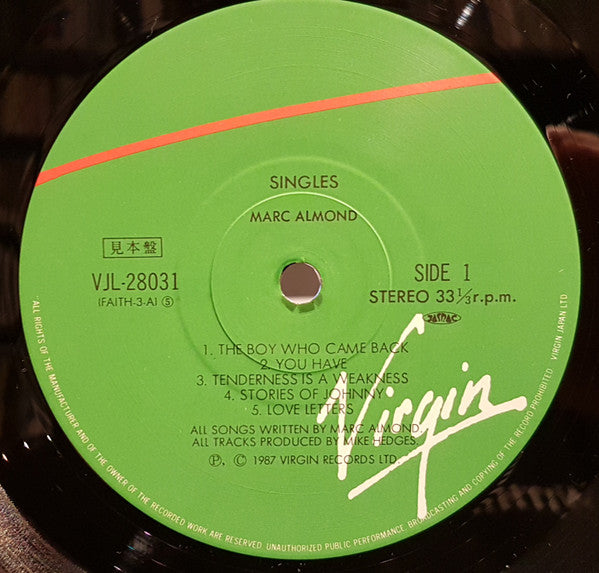 SINGLES
MARC ALMOND
見本盤
VJL-28031
(FAITH-3-A) ⑤
SIDE 1
STEREO 33⅓r.p.m.
JASRAC
1. THE BOY WHO CAME BACK
2. YOU HAVE
3. TENDERNESS IS A WEAKNESS
4. STORIES OF JOHNNY
5. LOVE LETTERS
ALL SONGS WRITTEN BY MARC ALMOND.
ALL TRACKS PRODUCED BY MIKE HEDGES.
Ⓟ, © 1987 VIRGIN RECORDS LTD.
Virgin
ALL RIGHTS OF THE MANUFACTURER AND OF THE OWNER OF THE RECORDED WORK ARE RESERVED. UNAUTHORIZED PUBLIC PERFORMANCE, BROADCASTING AND COPYING OF THE RECORD PROHIBITED VIRGIN JAPAN LTD